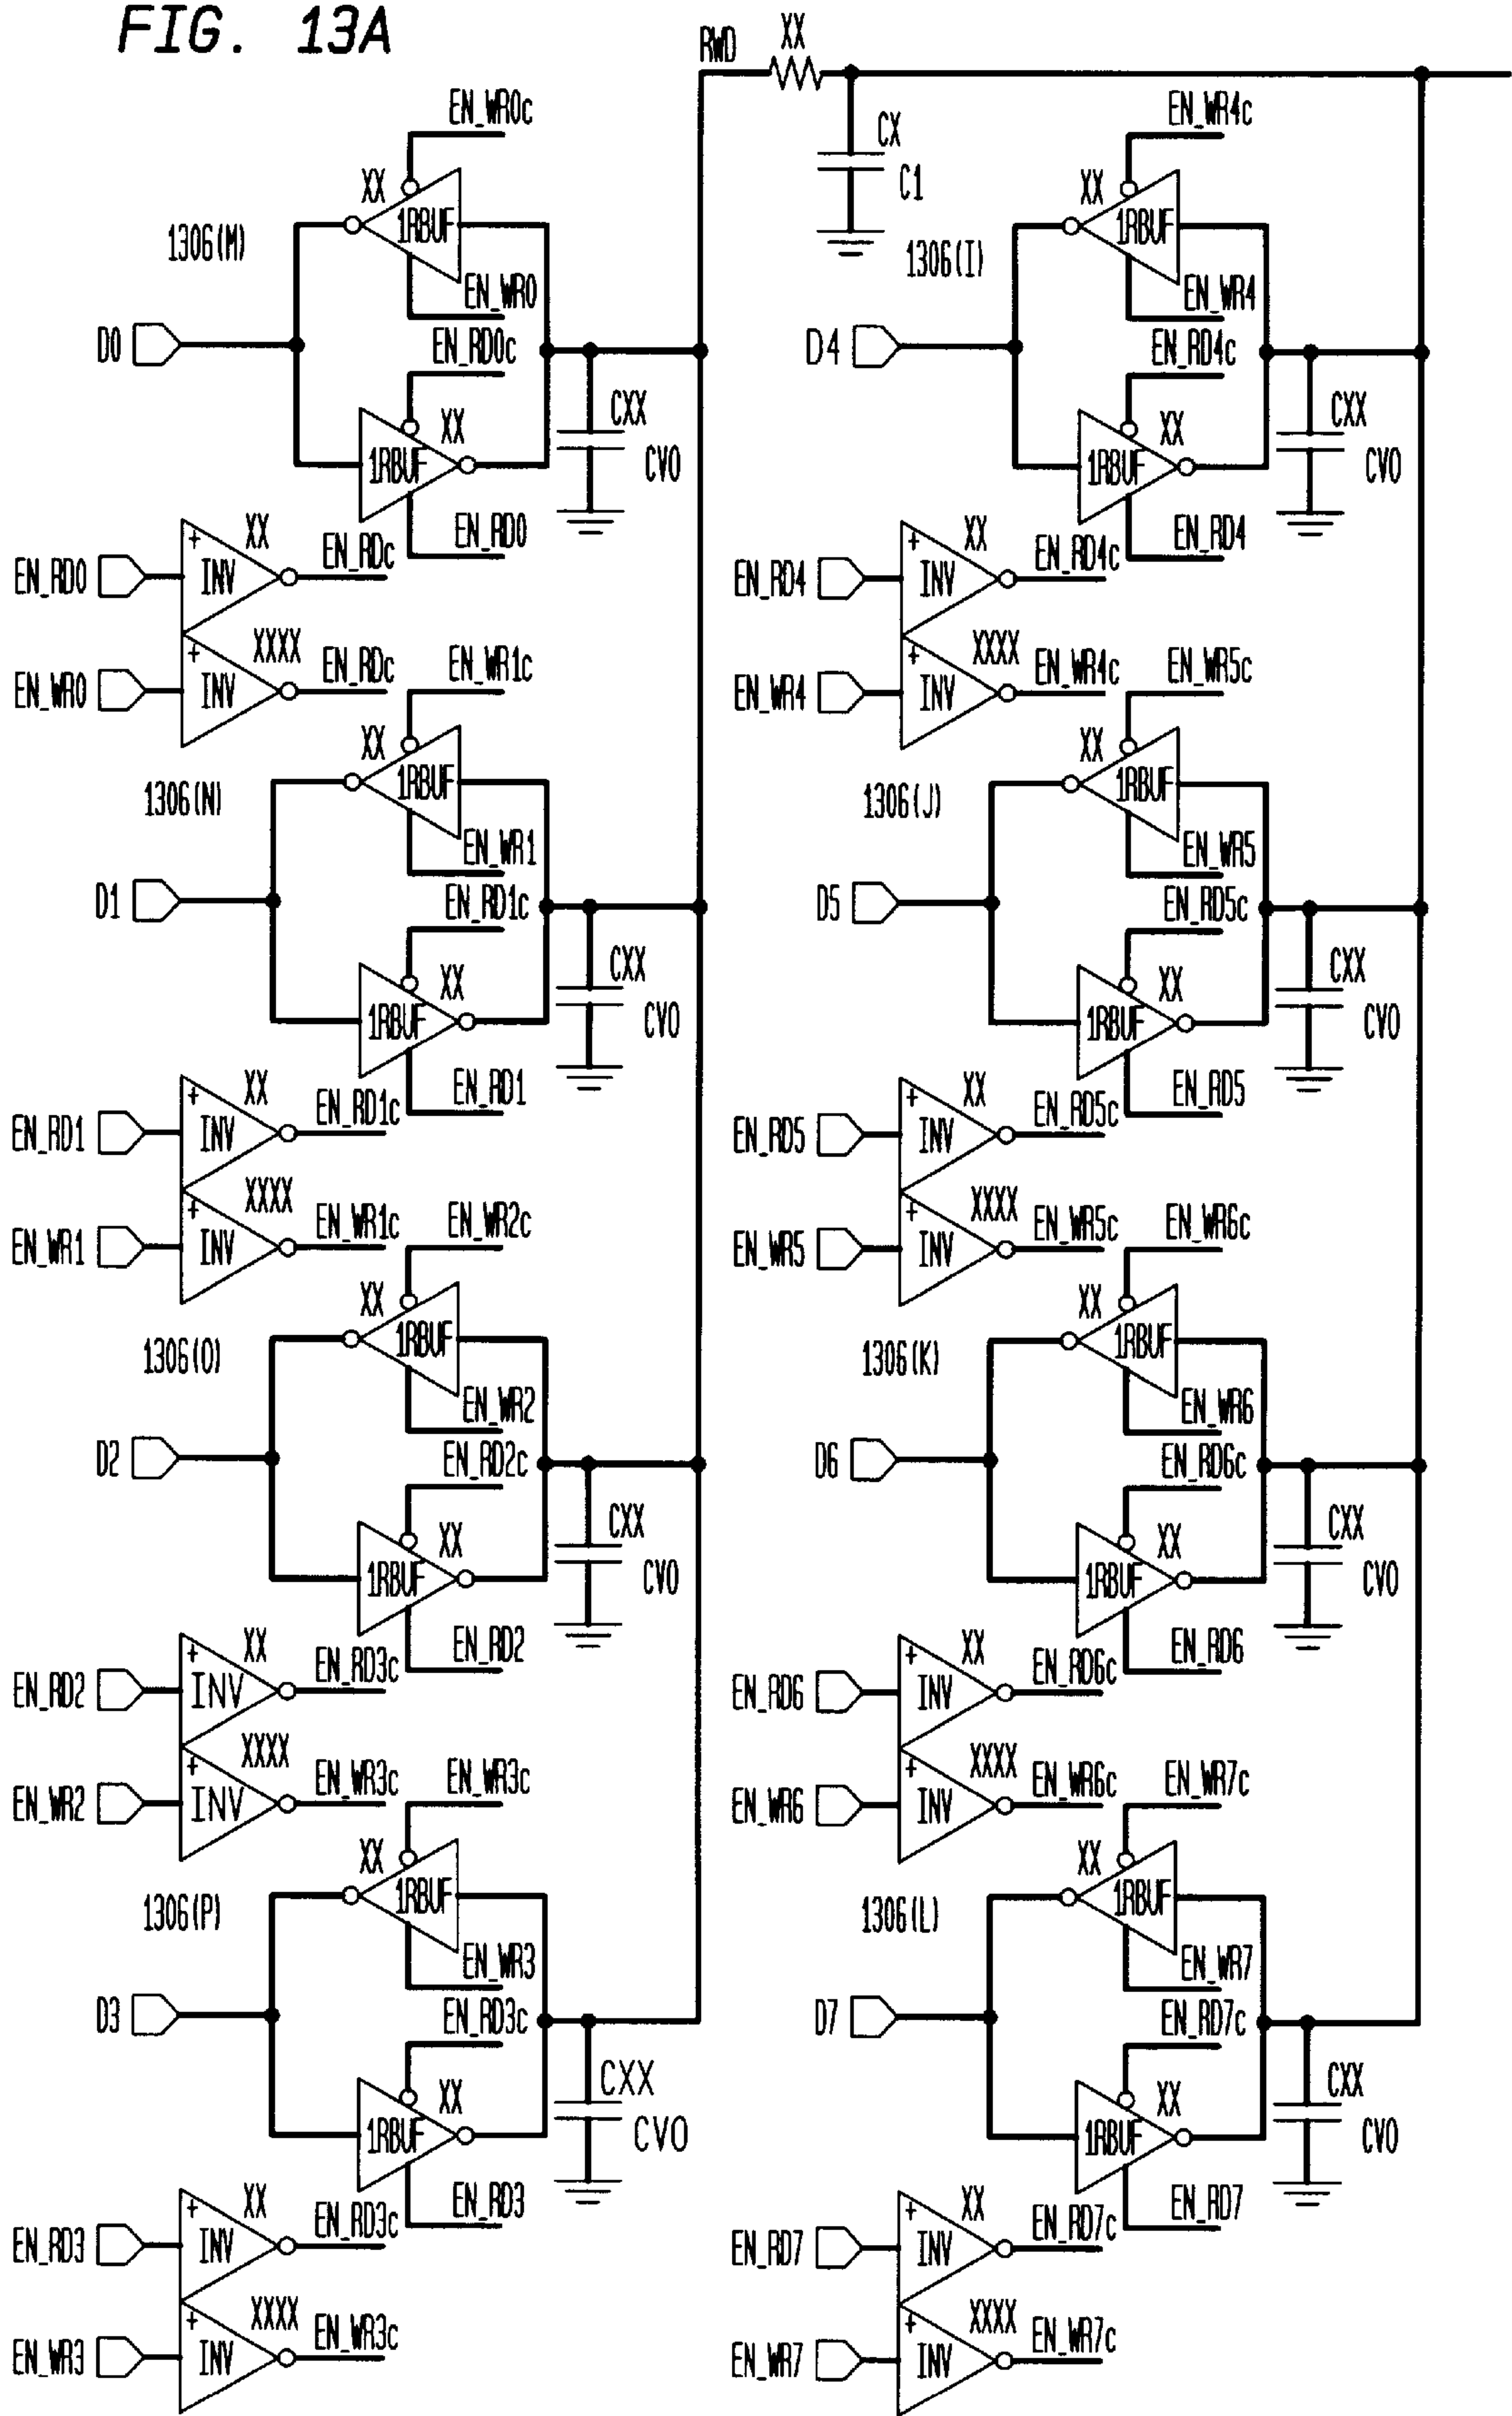 FIG. 13A
RWD
XX
CX
C1
EN_WR0c
XX
1RBUF
1306(M)
EN_WR0
D0
EN_RD0c
XX
1RBUF
CXX
CV0
EN_RD0
EN_RD0
XX
INV
EN_RDc
EN_WR0
XXXX
INV
EN_RDc
EN_WR1c
XX
1RBUF
1306(N)
EN_WR1
D1
EN_RD1c
XX
1RBUF
CXX
CV0
EN_RD1
EN_RD1
XX
INV
EN_RD1c
EN_WR1
XXXX
INV
EN_WR1c
EN_WR2c
XX
1RBUF
1306(O)
EN_WR2
D2
EN_RD2c
XX
1RBUF
CXX
CV0
EN_RD2
EN_RD2
XX
INV
EN_RD3c
EN_WR2
XXXX
INV
EN_WR3c
EN_WR3c
XX
1RBUF
1306(P)
EN_WR3
D3
EN_RD3c
XX
1RBUF
CXX
CV0
EN_RD3
EN_RD3
XX
INV
EN_RD3c
EN_WR3
XXXX
INV
EN_WR3c
EN_WR4c
XX
1RBUF
1306(I)
EN_WR4
D4
EN_RD4c
XX
1RBUF
CXX
CV0
EN_RD4
EN_RD4
XX
INV
EN_RD4c
EN_WR4
XXXX
INV
EN_WR4c
EN_WR5c
XX
1RBUF
1306(J)
EN_WR5
D5
EN_RD5c
XX
1RBUF
CXX
CV0
EN_RD5
EN_RD5
XX
INV
EN_RD5c
EN_WR5
XXXX
INV
EN_WR5c
EN_WR6c
XX
1RBUF
1306(K)
EN_WR6
D6
EN_RD6c
XX
1RBUF
CXX
CV0
EN_RD6
EN_RD6
XX
INV
EN_RD6c
EN_WR6
XXXX
INV
EN_WR6c
EN_WR7c
XX
1RBUF
1306(L)
EN_WR7
D7
EN_RD7c
XX
1RBUF
CXX
CV0
EN_RD7
EN_RD7
XX
INV
EN_RD7c
EN_WR7
XXXX
INV
EN_WR7c